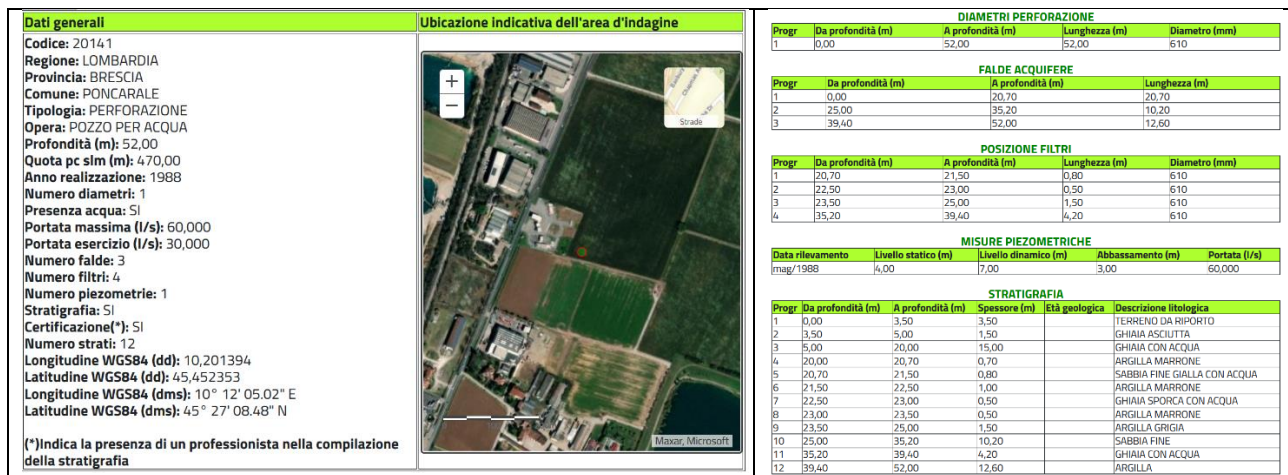 Dati generali
Ubicazione indicativa dell'area d'indagine
Codice: 20141
Regione: LOMBARDIA
Provincia: BRESCIA
Comune: PONCARALE
Tipologia: PERFORAZIONE
Opera: POZZO PER ACQUA
Profondità (m): 52,00
Quota pc slm (m): 470,00
Anno realizzazione: 1988
Numero diametri: 1
Presenza acqua: SI
Portata massima (l/s): 60,000
Portata esercizio (l/s): 30,000
Numero falde: 3
Numero filtri: 4
Numero piezometrie: 1
Stratigrafia: SI
Certificazione(*): SI
Numero strati: 12
Longitudine WGS84 (dd): 10,201394
Latitudine WGS84 (dd): 45,452353
Longitudine WGS84 (dms): 10° 12' 05.02" E
Latitudine WGS84 (dms): 45° 27' 08.48" N
(*)Indica la presenza di un professionista nella compilazione
della stratigrafia
+
−
Strade
Maxar, Microsoft
DIAMETRI PERFORAZIONE
Progr Da profondità (m) A profondità (m) Lunghezza (m) Diametro (mm)
1 0,00 52,00 52,00 610
FALDE ACQUIFERE
Progr Da profondità (m) A profondità (m) Lunghezza (m)
1 0,00 20,70 20,70
2 25,00 35,20 10,20
3 39,40 52,00 12,60
POSIZIONE FILTRI
Progr Da profondità (m) A profondità (m) Lunghezza (m) Diametro (mm)
1 20,70 21,50 0,80 610
2 22,50 23,00 0,50 610
3 23,50 25,00 1,50 610
4 35,20 39,40 4,20 610
MISURE PIEZOMETRICHE
Data rilevamento Livello statico (m) Livello dinamico (m) Abbassamento (m) Portata (l/s)
mag/1988 4,00 7,00 3,00 60,000
STRATIGRAFIA
Progr Da profondità (m) A profondità (m) Spessore (m) Età geologica Descrizione litologica
1 0,00 3,50 3,50 TERRENO DA RIPORTO
2 3,50 5,00 1,50 GHIAIA ASCIUTTA
3 5,00 20,00 15,00 GHIAIA CON ACQUA
4 20,00 20,70 0,70 ARGILLA MARRONE
5 20,70 21,50 0,80 SABBIA FINE GIALLA CON ACQUA
6 21,50 22,50 1,00 ARGILLA MARRONE
7 22,50 23,00 0,50 GHIAIA SPORCA CON ACQUA
8 23,00 23,50 0,50 ARGILLA MARRONE
9 23,50 25,00 1,50 ARGILLA GRIGIA
10 25,00 35,20 10,20 SABBIA FINE
11 35,20 39,40 4,20 GHIAIA CON ACQUA
12 39,40 52,00 12,60 ARGILLA